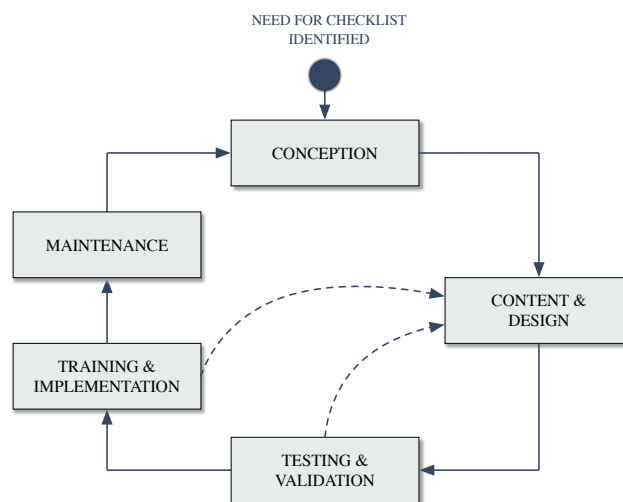 NEED FOR CHECKLIST
IDENTIFIED
CONCEPTION
MAINTENANCE
CONTENT &
DESIGN
TRAINING &
IMPLEMENTATION
TESTING &
VALIDATION